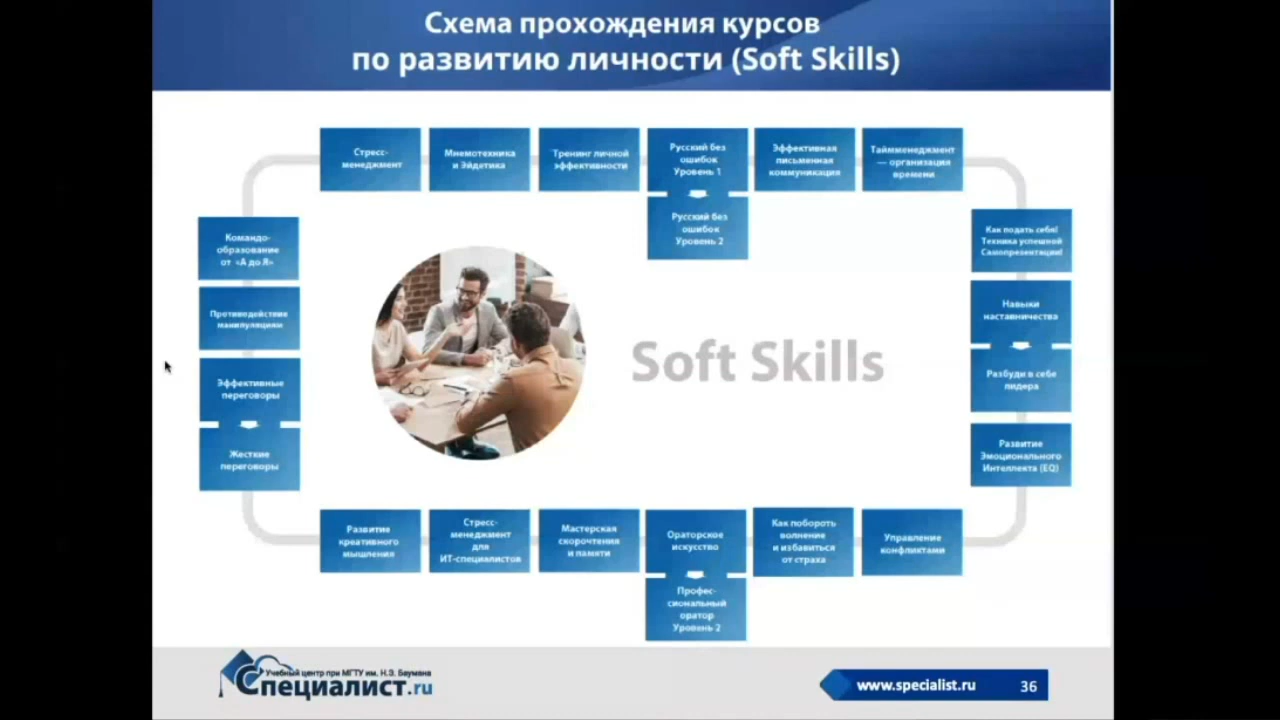 Схема прохождения курсов
по развитию личности (Soft Skills)
Стресс-
менеджмент
Мнемотехника
и Эйдетика
Тренинг личной
эффективности
Русский без
ошибок
Уровень 1
Эффективная
письменная
коммуникация
Таймменеджмент
— организация
времени
Русский без
ошибок
Уровень 2
Командо-
образование
от «А до Я»
Противодействие
манипуляциям
Эффективные
переговоры
Жесткие
переговоры
Soft Skills
Как подать себя!
Техника успешной
Самопрезентации!
Навыки
наставничества
Разбуди в себе
лидера
Развитие
Эмоционального
Интеллекта (EQ)
Развитие
креативного
мышления
Стресс-
менеджмент
для
ИТ-специалистов
Мастерская
скорочтения
и памяти
Ораторское
искусство
Как побороть
волнение
и избавиться
от страха
Управление
конфликтами
Профес-
сиональный
оратор
Уровень 2
Учебный центр при МГТУ им. Н.Э. Баумана
Специалист.ru
www.specialist.ru
36